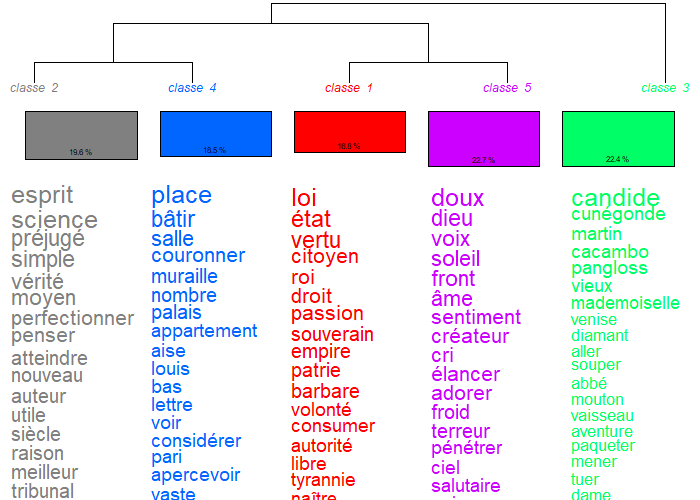 classe 2
classe 4
classe 1
classe 5
classe 3
19.6 %
18.5 %
16.8 %
22.7 %
22.4 %
esprit
science
préjugé
simple
vérité
moyen
perfectionner
penser
atteindre
nouveau
auteur
utile
siècle
raison
meilleur
tribunal
place
bâtir
salle
couronner
muraille
nombre
palais
appartement
aise
louis
bas
lettre
voir
considérer
pari
apercevoir
vaste
loi
état
vertu
citoyen
roi
droit
passion
souverain
empire
patrie
barbare
volonté
consumer
autorité
libre
tyrannie
naître
doux
dieu
voix
soleil
front
âme
sentiment
créateur
cri
élancer
adorer
froid
terreur
pénétrer
ciel
salutaire
candide
cunégonde
martin
cacambo
pangloss
vieux
mademoiselle
venise
diamant
aller
souper
abbé
mouton
vaisseau
aventure
paqueter
mener
tuer
dame